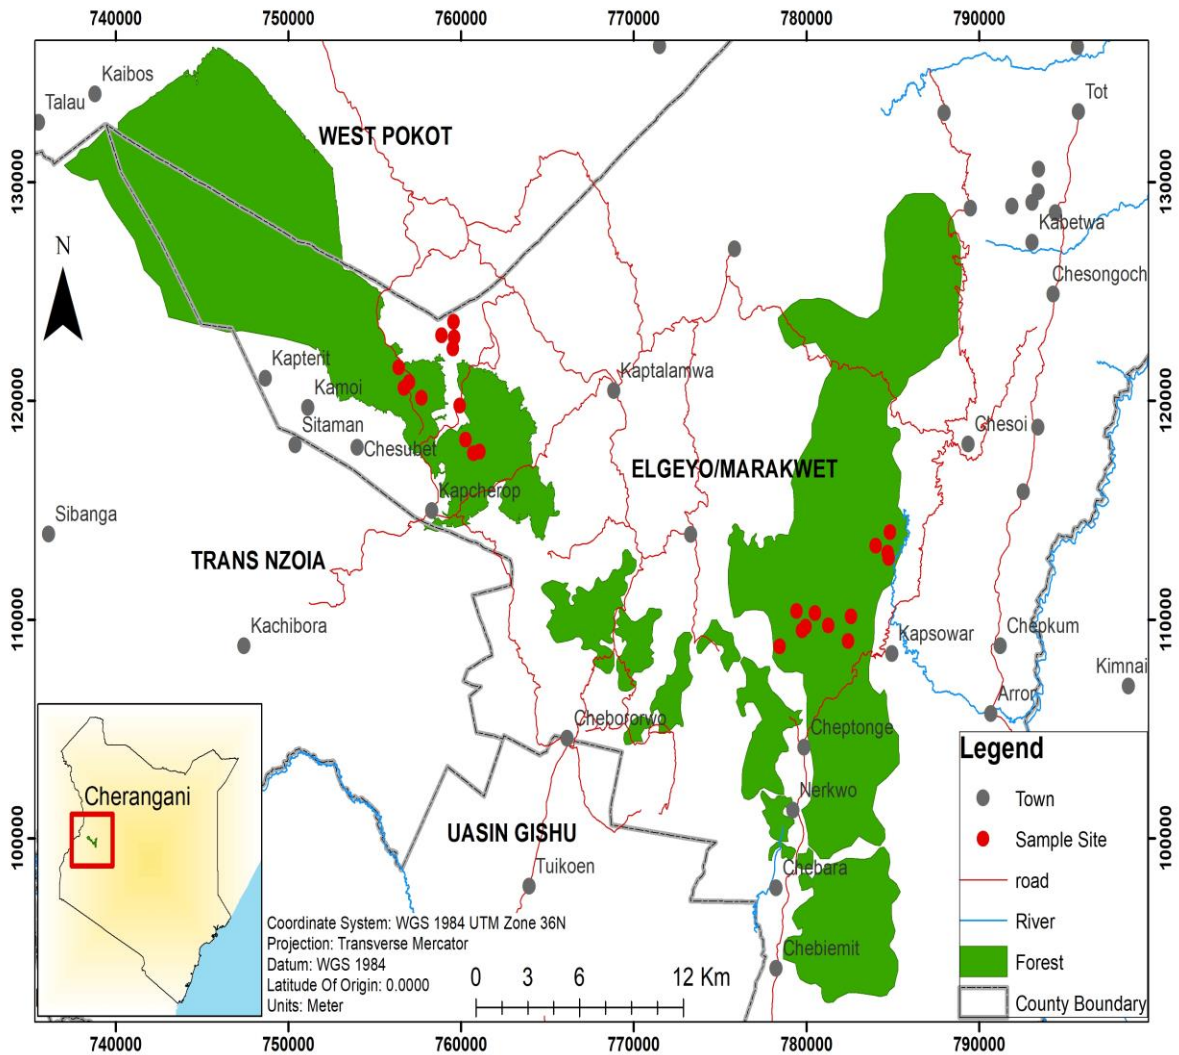 740000
750000
760000
770000
780000
790000
Kaibos
Talau
Tot
WEST POKOT
130000
130000
Kabetwa
N
Chesongoch
Kaptent
Kaptalamwa
Kamoi
120000
120000
Sitaman
Chesoi
Chesubet
ELGEYO/MARAKWET
Kapcherop
Sibanga
TRANS NZOIA
110000
110000
Kachibora
Kapsowar
Chepkum
Kimnai
Arror
Chebororwo
Cheptonge
Legend
Town
Sample Site
road
River
Forest
County Boundary
Cherangani
Nerkwo
UASIN GISHU
100000
100000
Tuikoen
Chebara
Chebiemit
Coordinate System: WGS 1984 UTM Zone 36N
Projection: Transverse Mercator
Datum: WGS 1984
Latitude Of Origin: 0.0000
Units: Meter
0 3 6 12 Km
740000
750000
760000
770000
780000
790000